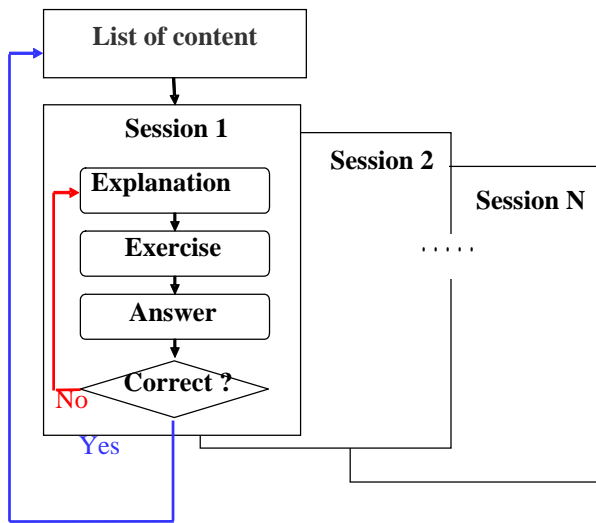 List of content
Session 1
Session 2
Session N
Explanation
Exercise
.....
Answer
Correct ?
No
Yes